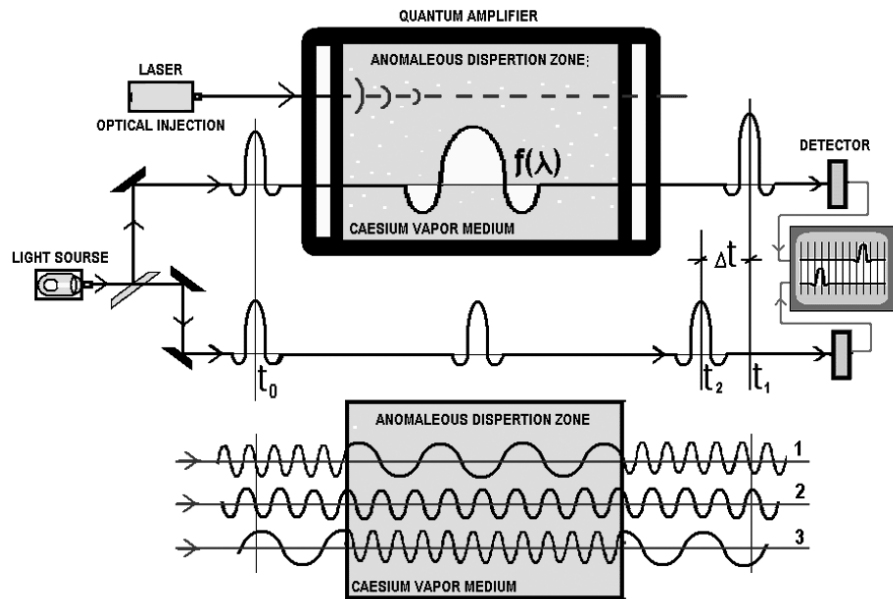 QUANTUM AMPLIFIER
ANOMALEOUS DISPERTION ZONE:
LASER
OPTICAL INJECTION
f(λ)
DETECTOR
CAESIUM VAPOR MEDIUM
LIGHT SOURSE
Δt
t0
t2
t1
ANOMALEOUS DISPERTION ZONE
1
2
3
CAESIUM VAPOR MEDIUM